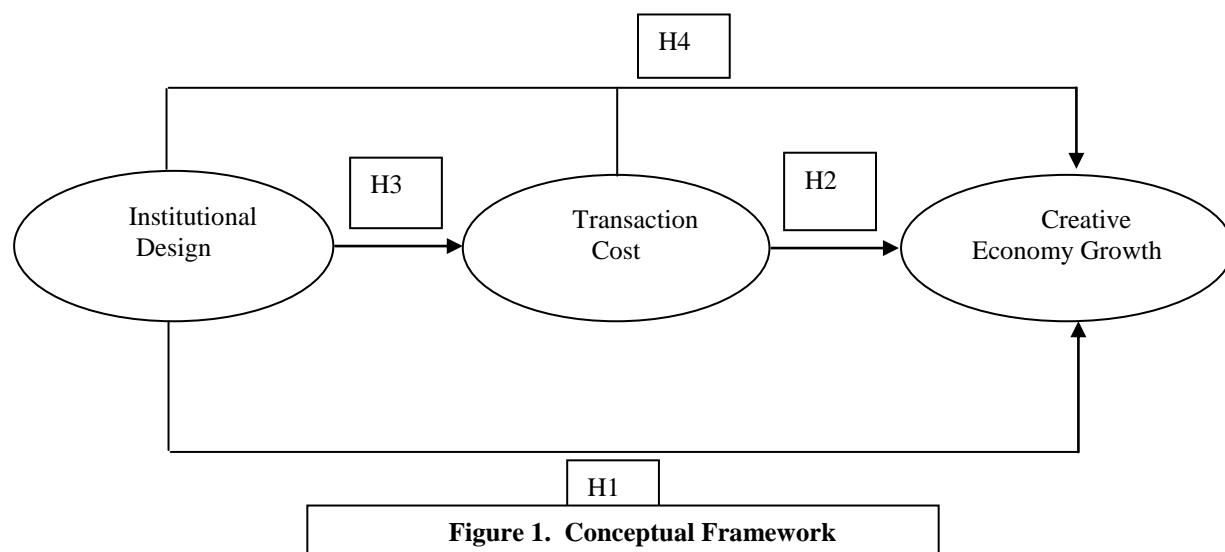 H4
H3
H2
Institutional
Design
Transaction
Cost
Creative
Economy Growth
H1
Figure 1. Conceptual Framework